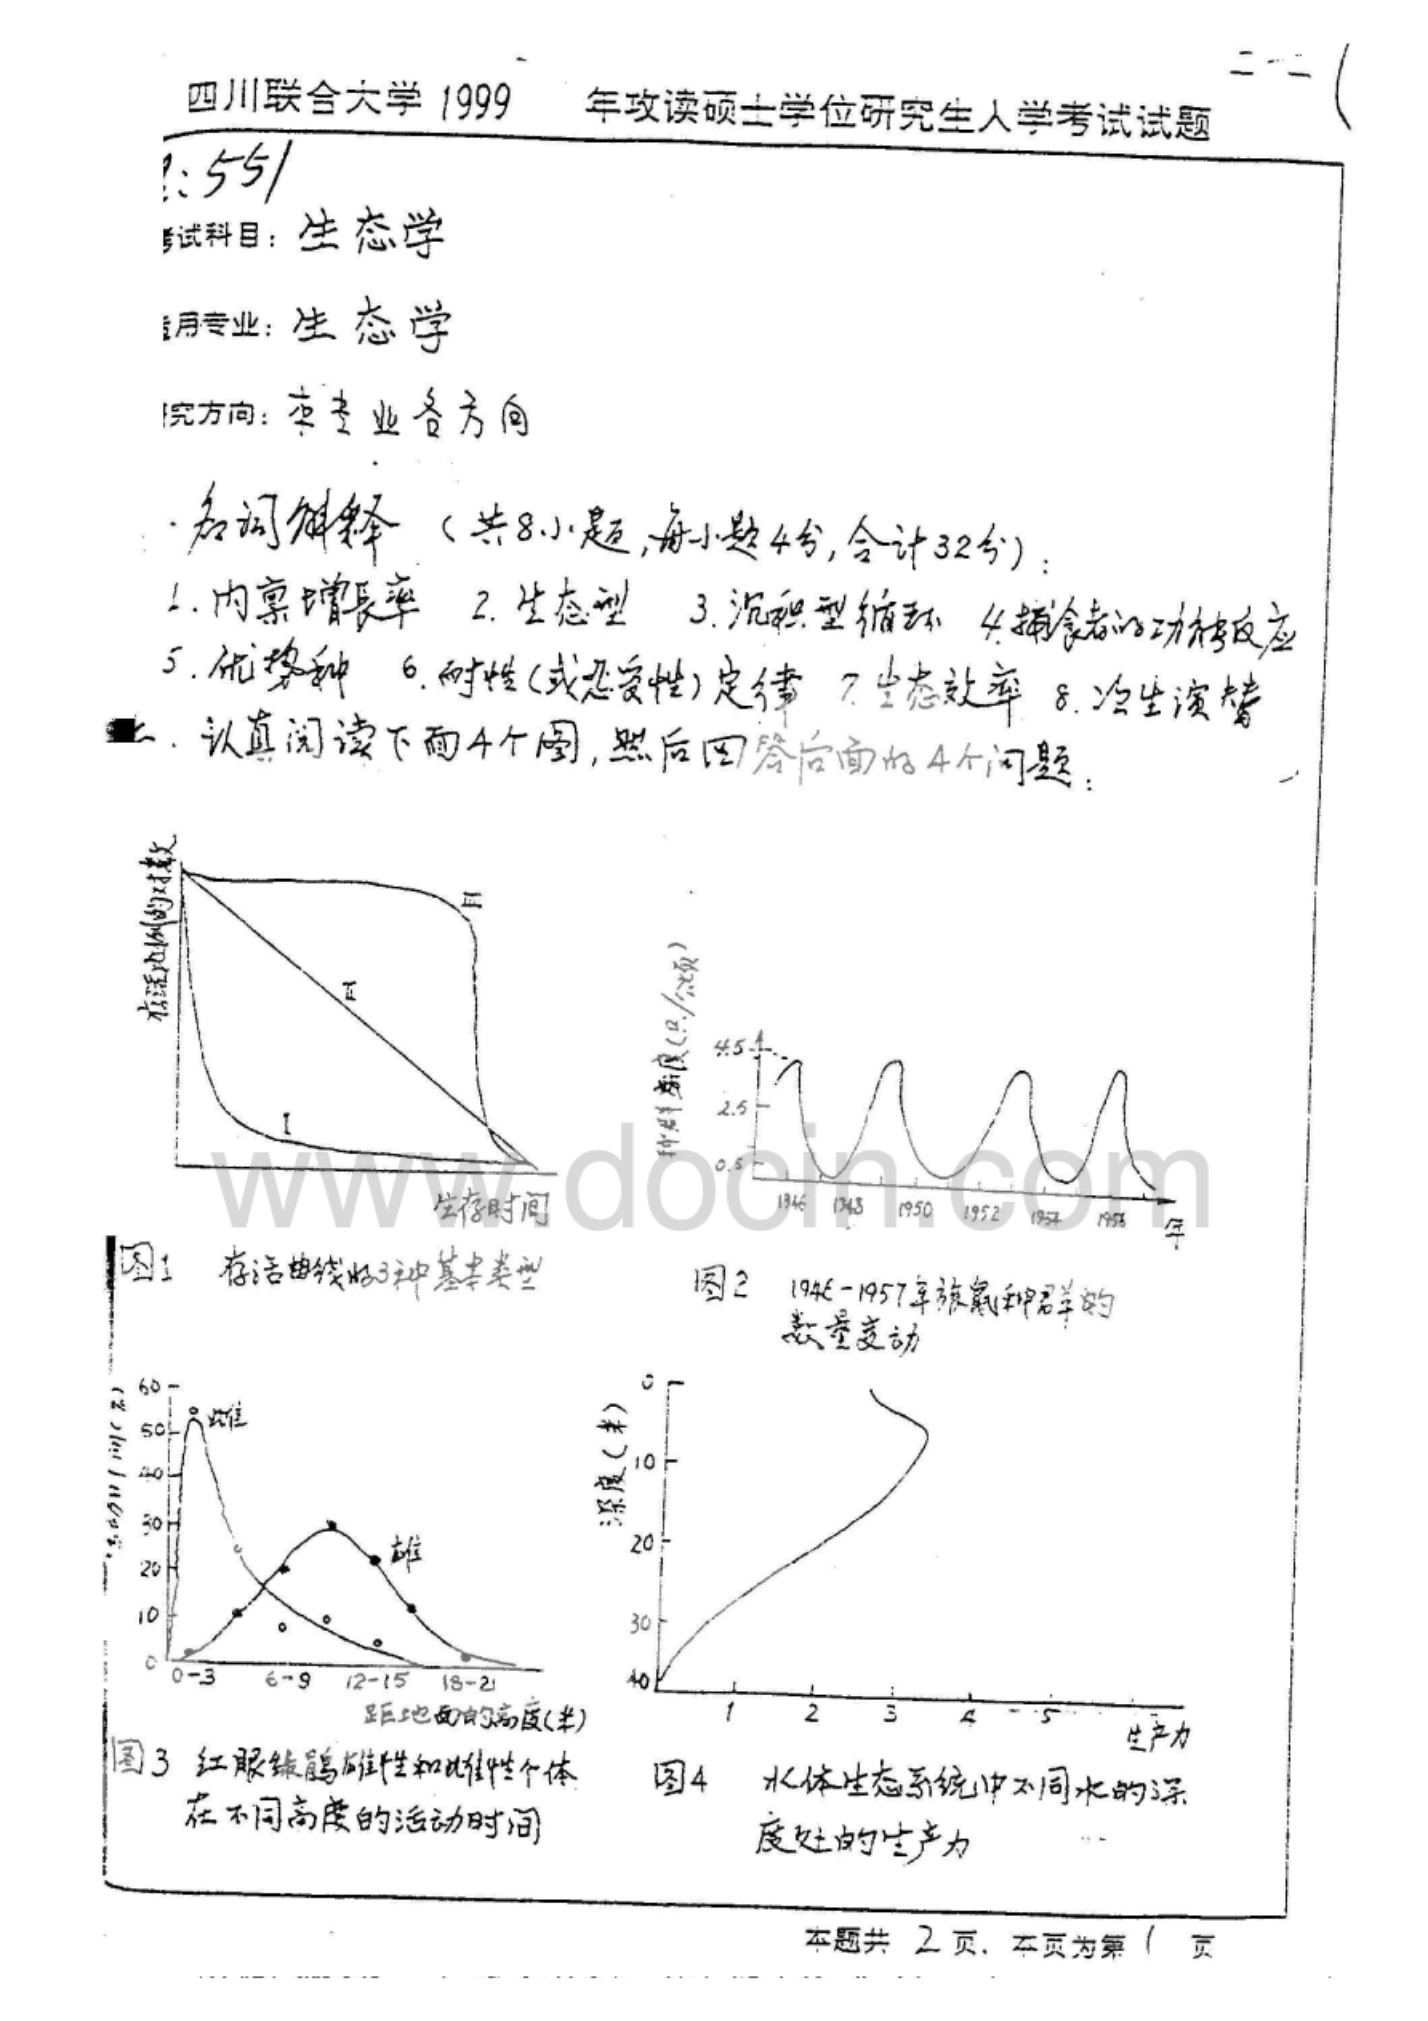 四川联合大学1999 年攻读硕士学位研究生入学考试试题
:551
试科目：生态学
用专业：生态学
究方向：本专业各方向
名词解释（共8小题,每小题4分,合计32分）:
1.内禀增长率 2.生态型 3.沉积型循环 4.捕食者的功能反应
5.优势种 6.耐性(或忍受性)定律 7.生态效率 8.次生演替
二.认真阅读下面4个图,然后回答后面的4个问题:
存活比例的对数
III
II
I
生存时间
图1 存活曲线的3种基本类型
种群密度(只/公顷)
4.5
2.5
0.5
1946 1948 1950 1952 1954 1956 年
图2 1946-1957年旅鼠种群的
数量变动
60
50
40
30
20
10
0
雌
雄
0-3 6-9 12-15 18-21
距地面的高度(米)
图3 红眼绿鹃雄性和雌性个体
在不同高度的活动时间
深度(米)
0
10
20
30
40
1 2 3 4 5
生产力
图4 水体生态系统中不同水的深
度处的生产力
本题共 2 页，本页为第 1 页
www.docin.com